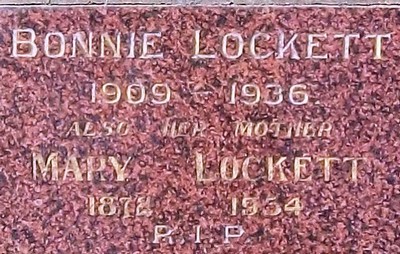 BONNIE LOCKETT
1909 - 1936
ALSO HER MOTHER
MARY LOCKETT
1872 1954
R.I.P.